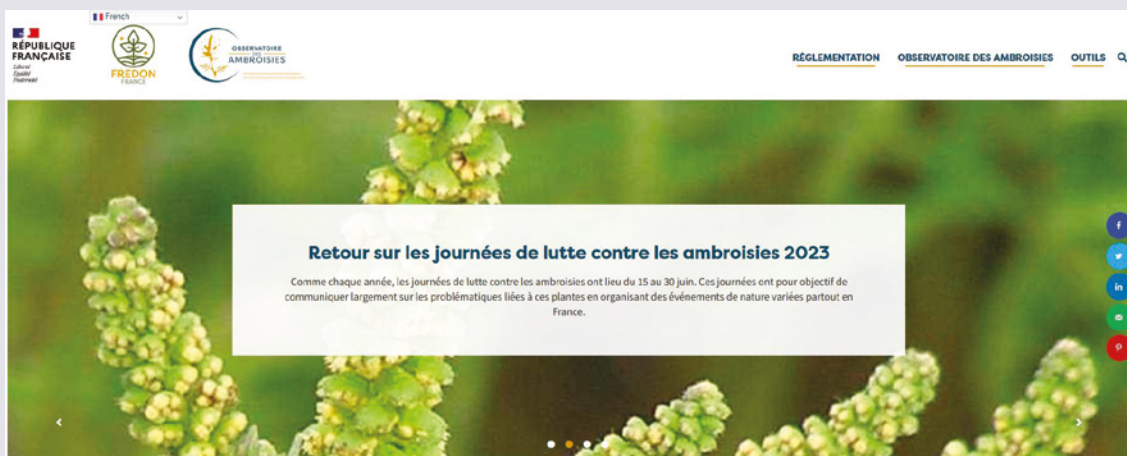 French
RÉPUBLIQUE
FRANÇAISE
Liberté
Égalité
Fraternité
FREDON
FRANCE
OBSERVATOIRE
DES
AMBROISIES
RÉGLEMENTATION OBSERVATOIRE DES AMBROISIES OUTILS
Retour sur les journées de lutte contre les ambroisies 2023
Comme chaque année, les journées de lutte contre les ambroisies ont lieu du 15 au 30 juin. Ces journées ont pour objectif de
communiquer largement sur les problématiques liées à ces plantes en organisant des événements de nature variées partout en
France.